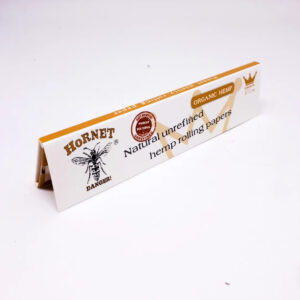 HORNET
®
DANGER!
ORGANIC HEMP
Natural unrefined
hemp rolling papers